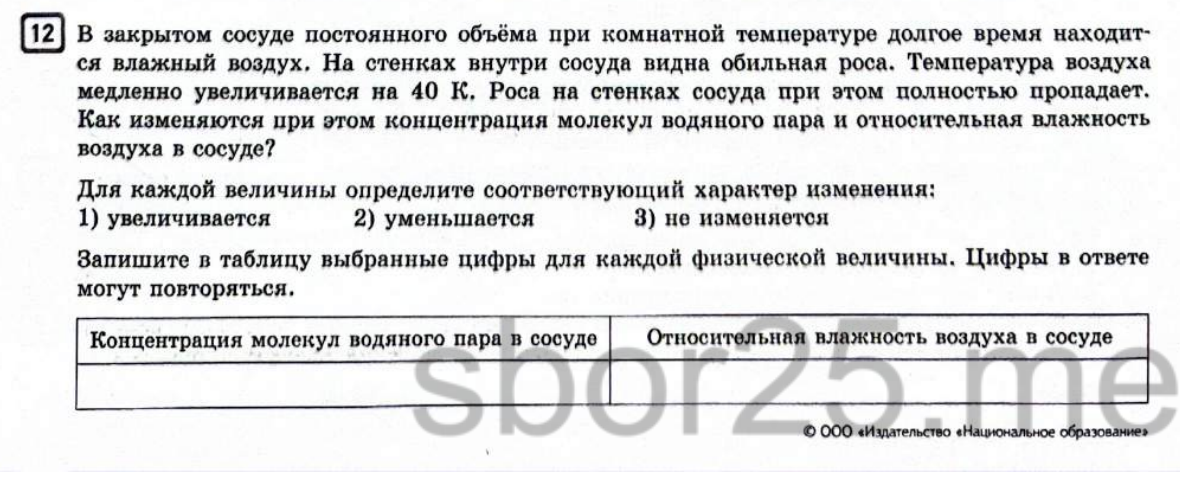 12 В закрытом сосуде постоянного объёма при комнатной температуре долгое время находит-
ся влажный воздух. На стенках внутри сосуда видна обильная роса. Температура воздуха
медленно увеличивается на 40 К. Роса на стенках сосуда при этом полностью пропадает.
Как изменяются при этом концентрация молекул водяного пара и относительная влажность
воздуха в сосуде?
Для каждой величины определите соответствующий характер изменения:
1) увеличивается 2) уменьшается 3) не изменяется
Запишите в таблицу выбранные цифры для каждой физической величины. Цифры в ответе
могут повторяться.
Концентрация молекул водяного пара в сосуде Относительная влажность воздуха в сосуде
sbor25.me
© ООО «Издательство «Национальное образование»